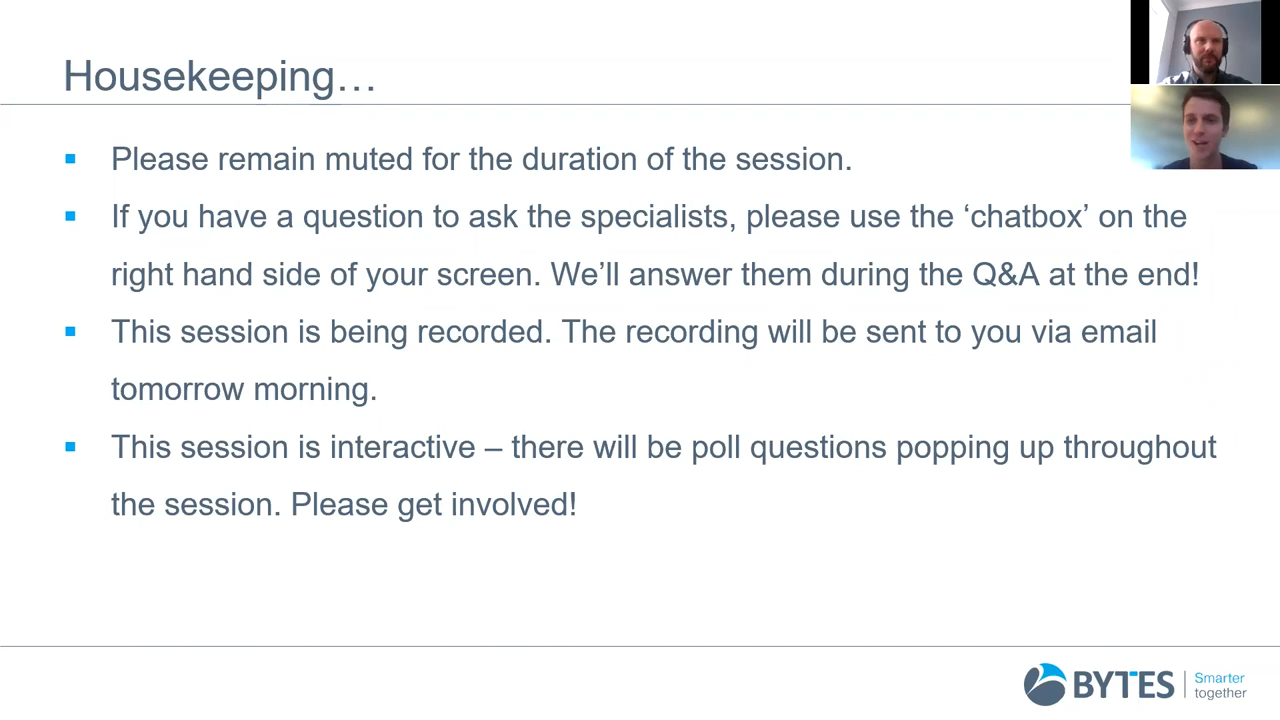 Housekeeping…
Please remain muted for the duration of the session.
If you have a question to ask the specialists, please use the ‘chatbox’ on the
right hand side of your screen. We’ll answer them during the Q&A at the end!
This session is being recorded. The recording will be sent to you via email
tomorrow morning.
This session is interactive – there will be poll questions popping up throughout
the session. Please get involved!
BYTES
Smarter
together